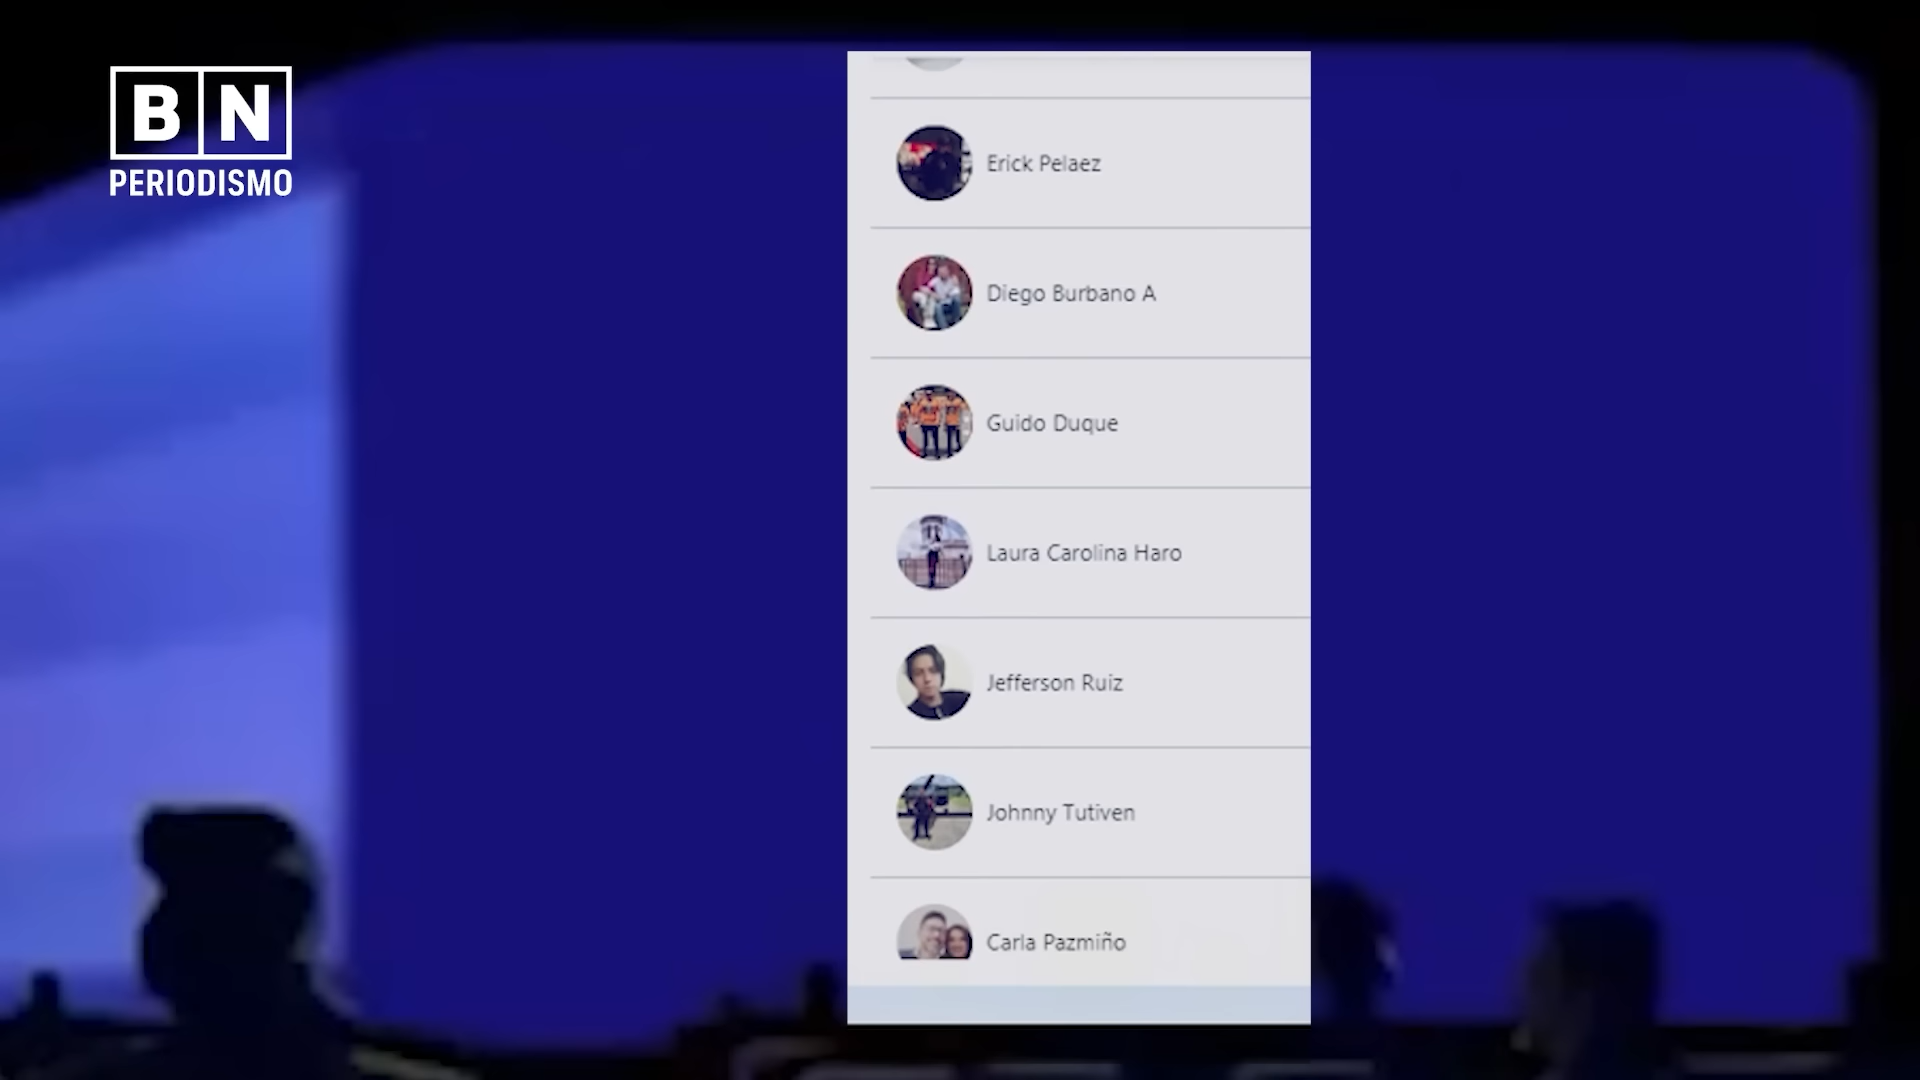 BN
PERIODISMO
Erick Pelaez
Diego Burbano A
Guido Duque
Laura Carolina Haro
Jefferson Ruiz
Johnny Tutiven
Carla Pazmiño